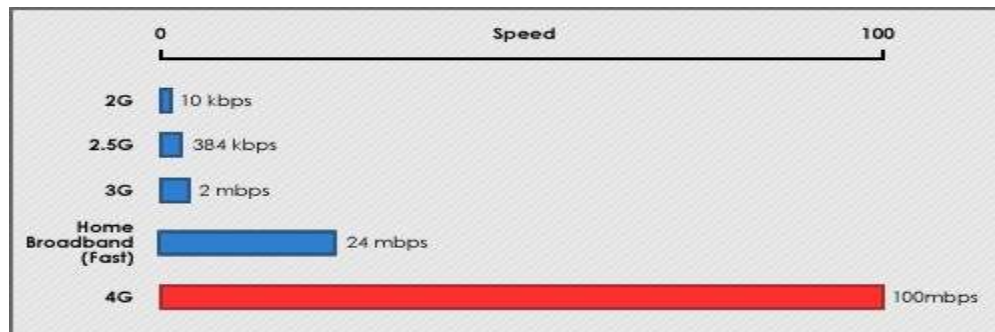 0 Speed 100
2G 10 kbps
2.5G 384 kbps
3G 2 mbps
Home
Broadband
(Fast) 24 mbps
4G 100mbps